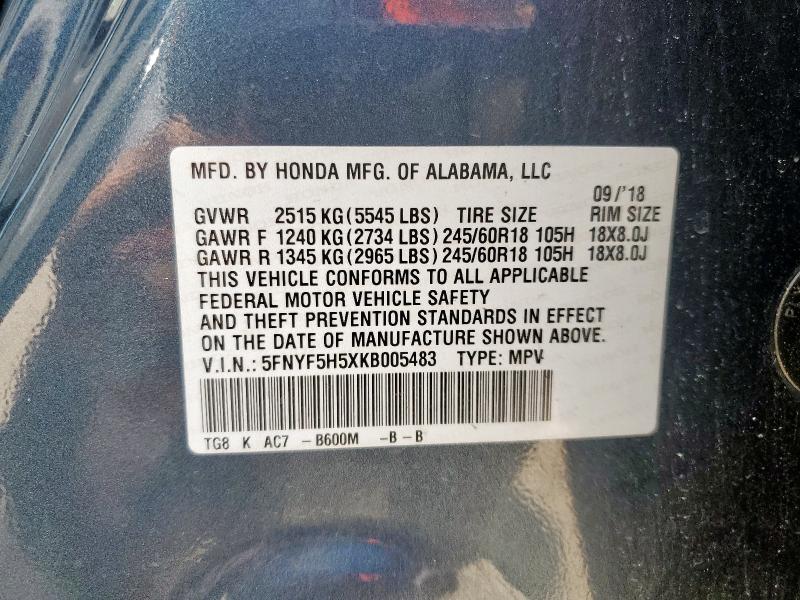 MFD. BY HONDA MFG. OF ALABAMA, LLC
09/'18
GVWR 2515 KG (5545 LBS) TIRE SIZE RIM SIZE
GAWR F 1240 KG (2734 LBS) 245/60R18 105H 18X8.0J
GAWR R 1345 KG (2965 LBS) 245/60R18 105H 18X8.0J
THIS VEHICLE CONFORMS TO ALL APPLICABLE
FEDERAL MOTOR VEHICLE SAFETY
AND THEFT PREVENTION STANDARDS IN EFFECT
ON THE DATE OF MANUFACTURE SHOWN ABOVE.
V.I.N.: 5FNYF5H5XKB005483 TYPE: MPV
TG8 K AC7 -B600M -B-B